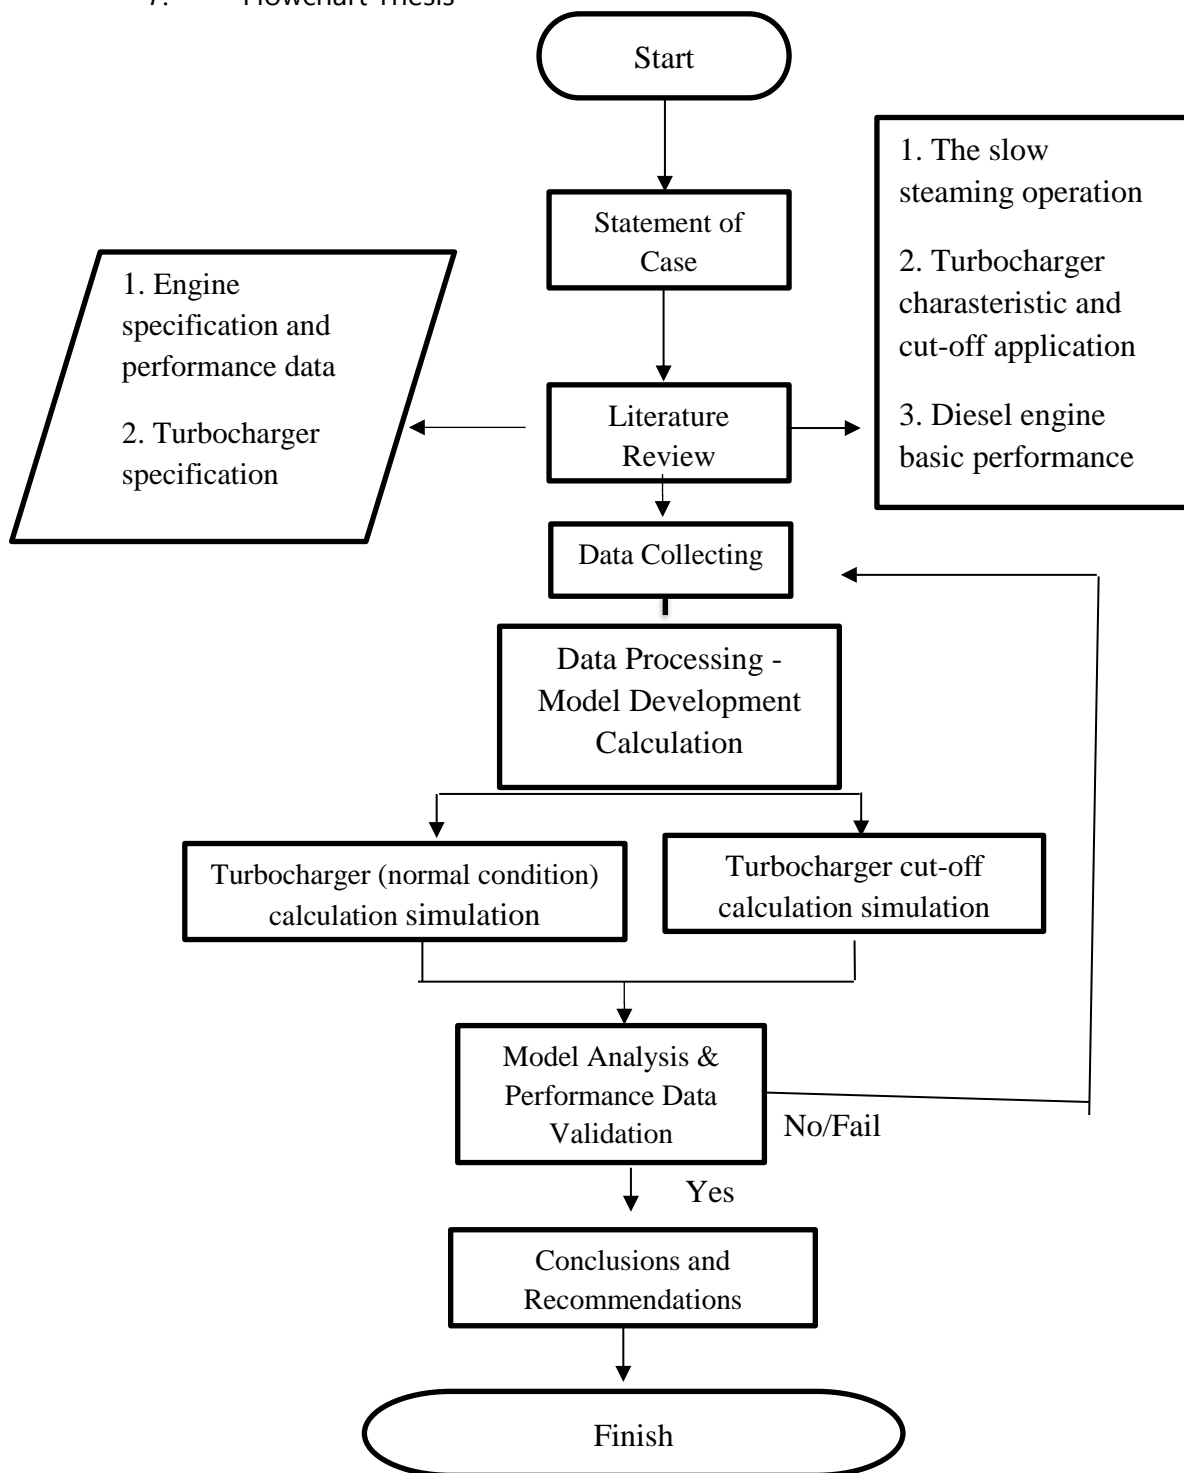 7. Flowchart Thesis
Start
Statement of
Case
1. The slow
steaming operation
2. Turbocharger
charasteristic and
cut-off application
3. Diesel engine
basic performance
1. Engine
specification and
performance data
2. Turbocharger
specification
Literature
Review
Data Collecting
Data Processing -
Model Development
Calculation
Turbocharger (normal condition)
calculation simulation
Turbocharger cut-off
calculation simulation
Model Analysis &
Performance Data
Validation
No/Fail
Yes
Conclusions and
Recommendations
Finish